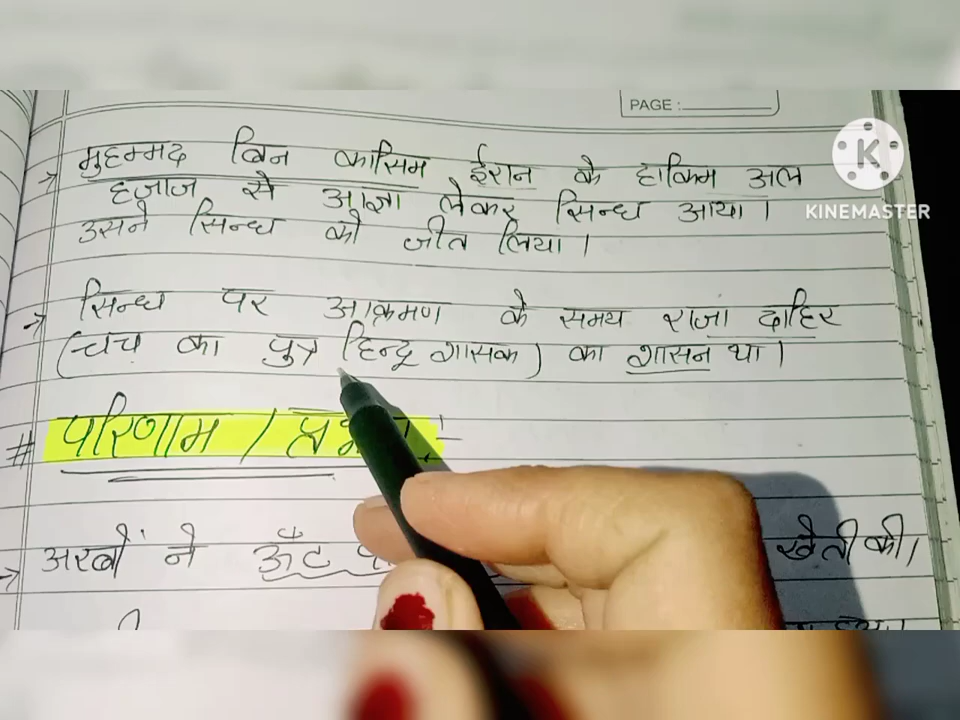 PAGE :
मुहम्मद बिन कासिम ईरान के हाकिम अल
→ हजाज से आज्ञा लेकर सिन्ध आया।
उसने सिन्ध को जीत लिया।
K
KINEMASTER
सिन्ध पर आक्रमण के समय राजा दाहिर
→ (चच का पुत्र हिन्दू शासक) का शासन था।
# परिणाम /
→ अरबों ने ऊँट खेती की।